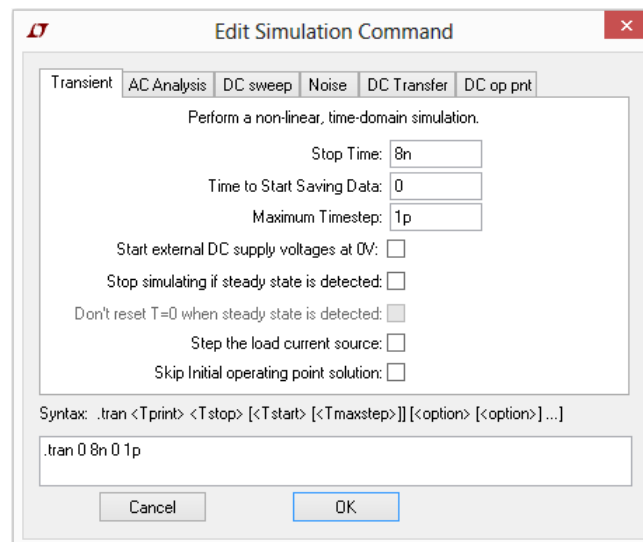 Edit Simulation Command
Transient AC Analysis DC sweep Noise DC Transfer DC op pnt
Perform a non-linear, time-domain simulation.
Stop Time: 8n
Time to Start Saving Data: 0
Maximum Timestep: 1p
Start external DC supply voltages at 0V:
Stop simulating if steady state is detected:
Don't reset T=0 when steady state is detected:
Step the load current source:
Skip Initial operating point solution:
Syntax: .tran <Tprint> <Tstop> [<Tstart> [<Tmaxstep>]] [<option> [<option>] ...]
.tran 0 8n 0 1p
Cancel OK